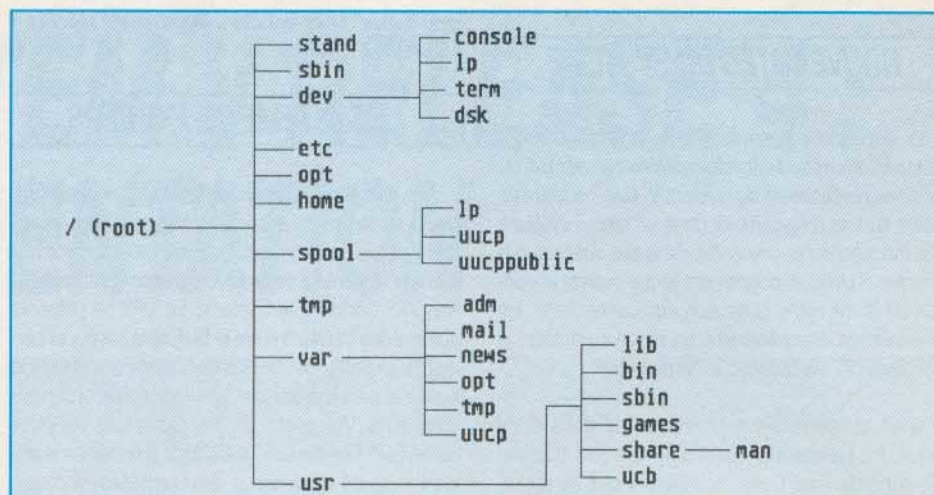 / (root)
stand
sbin
dev
console
lp
term
dsk
etc
opt
home
spool
lp
uucp
uucppublic
tmp
var
adm
mail
news
opt
tmp
uucp
usr
lib
bin
sbin
games
share
man
ucb